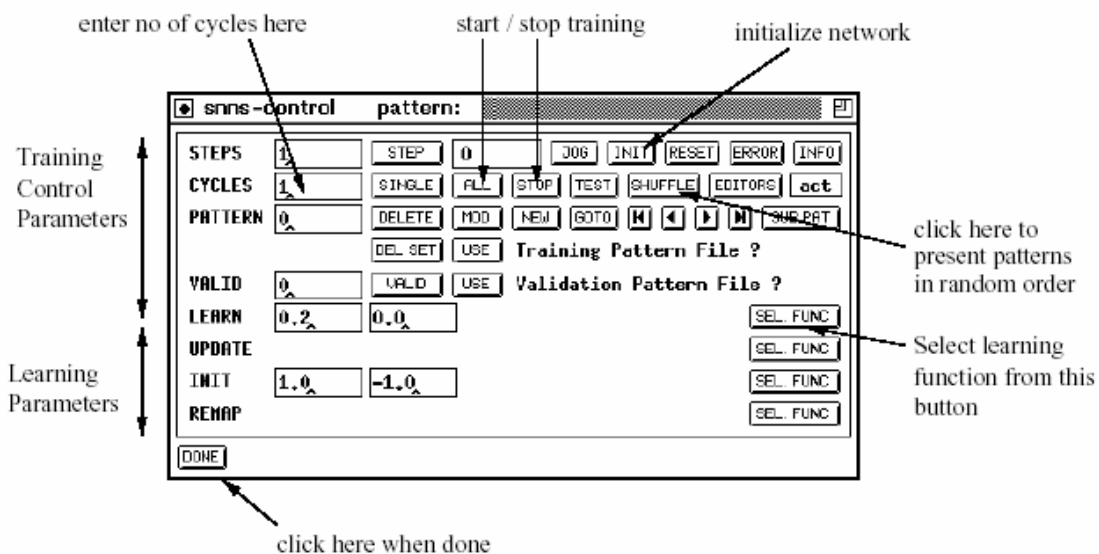 enter no of cycles here
start / stop training
initialize network
snns-control pattern:
Training
Control
Parameters
STEPS 1 STEP 0 JOG INIT RESET ERROR INFO
CYCLES 1 SINGLE ALL STOP TEST SHUFFLE EDITORS act
PATTERN 0 DELETE MOD NEW GOTO SUB PAT
DEL SET USE Training Pattern File ?
VALID 0 VALID USE Validation Pattern File ?
LEARN 0.2 0.0 SEL. FUNC
UPDATE SEL. FUNC
INIT 1.0 -1.0 SEL. FUNC
REMAP SEL. FUNC
DONE
click here to
present patterns
in random order
Learning
Parameters
Select learning
function from this
button
click here when done